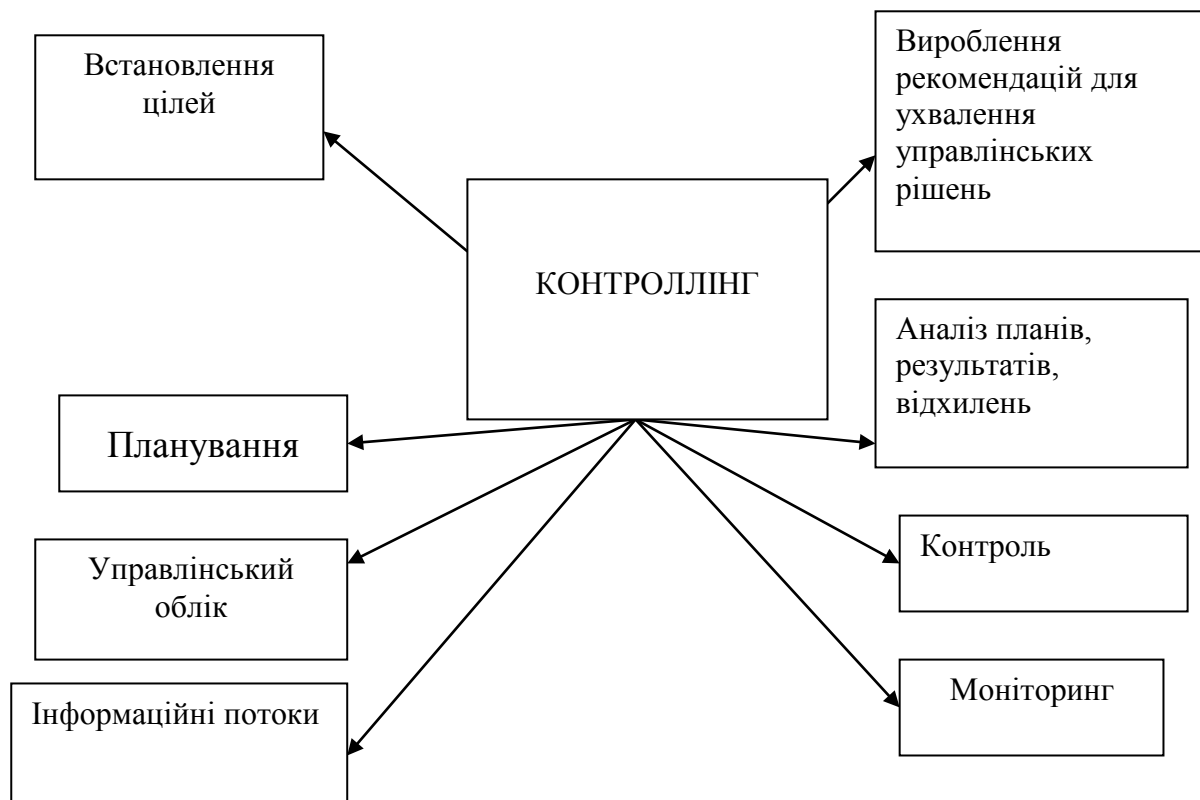 Встановлення
цілей
Вироблення
рекомендацій для
ухвалення
управлінських
рішень
КОНТРОЛЛІНГ
Аналіз планів,
результатів,
відхилень
Планування
Управлінський
облік
Контроль
Інформаційні потоки
Моніторинг